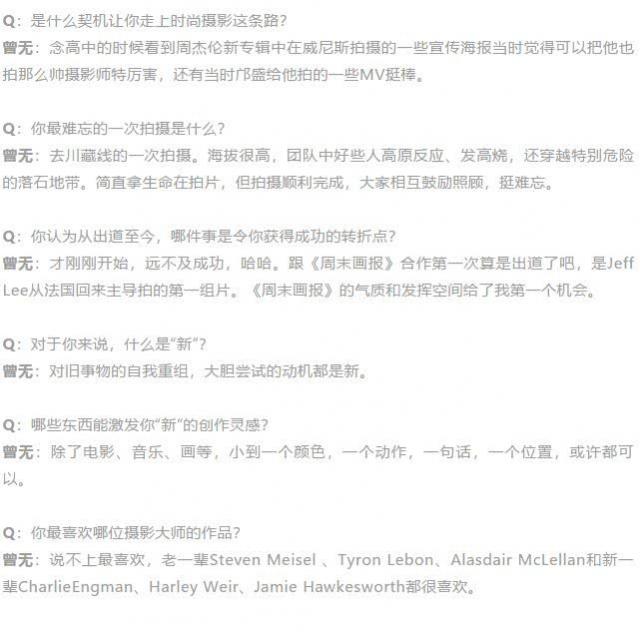 Q：是什么契机让你走上时尚摄影这条路？
曾无：念高中的时候看到周杰伦新专辑中在威尼斯拍摄的一些宣传海报当时觉得可以把他也
拍那么帅摄影师特厉害，还有当时邝盛给他拍的一些MV挺棒。
Q：你最难忘的一次拍摄是什么？
曾无：去川藏线的一次拍摄。海拔很高，团队中好些人高原反应、发高烧，还穿越特别危险
的落石地带。简直拿生命在拍片，但拍摄顺利完成，大家相互鼓励照顾，挺难忘。
Q：你认为从出道至今，哪件事是令你获得成功的转折点？
曾无：才刚刚开始，远不及成功，哈哈。跟《周末画报》合作第一次算是出道了吧，是Jeff
Lee从法国回来主导拍的第一组片。《周末画报》的气质和发挥空间给了我第一个机会。
Q：对于你来说，什么是“新”？
曾无：对旧事物的自我重组，大胆尝试的动机都是新。
Q：哪些东西能激发你“新”的创作灵感？
曾无：除了电影、音乐、画等，小到一个颜色，一个动作，一句话，一个位置，或许都可
以。
Q：你最喜欢哪位摄影大师的作品？
曾无：说不上最喜欢，老一辈Steven Meisel 、Tyron Lebon、Alasdair McLellan和新一
辈CharlieEngman、Harley Weir、Jamie Hawkesworth都很喜欢。